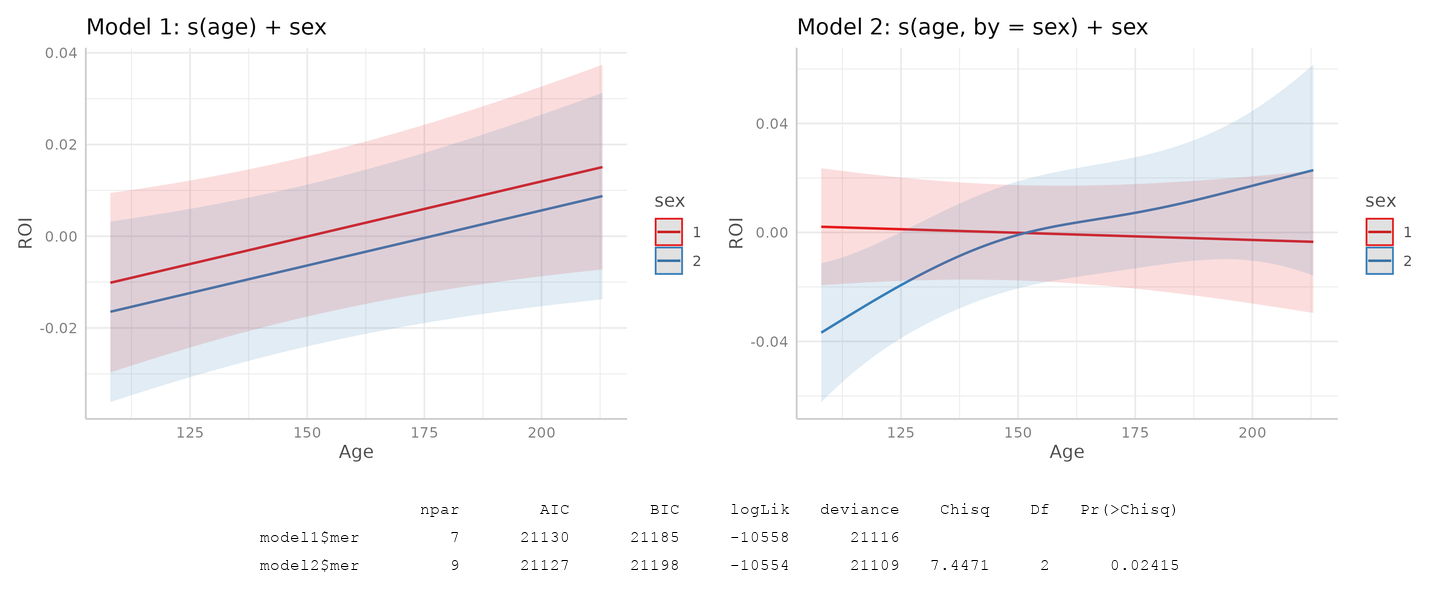 Model 1: s(age) + sex
0.04
0.02
0.00
-0.02
ROI
125 150 175 200
Age
sex
1
2
Model 2: s(age, by = sex) + sex
0.04
0.00
-0.04
ROI
125 150 175 200
Age
sex
1
2
npar AIC BIC logLik deviance Chisq Df Pr(>Chisq)
model1$mer 7 21130 21185 -10558 21116
model2$mer 9 21127 21198 -10554 21109 7.4471 2 0.02415